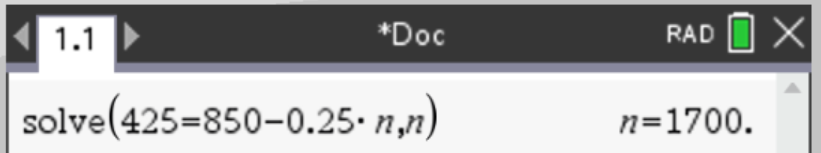 1.1 *Doc RAD
solve(425=850−0.25· n,n) n=1700.